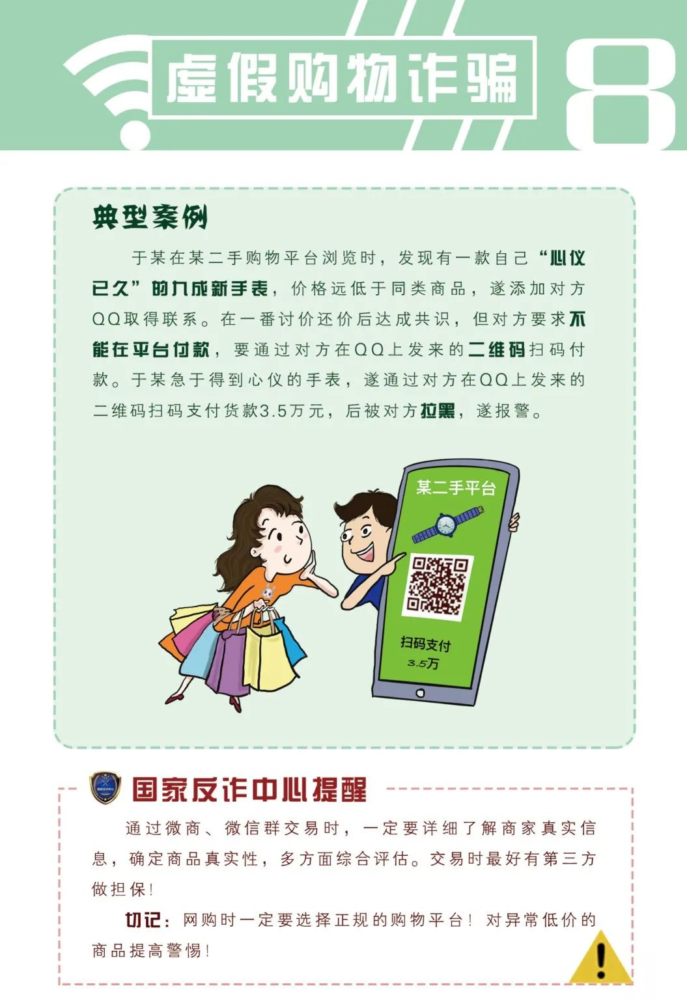 虚假购物诈骗
8
典型案例
于某在某二手购物平台浏览时，发现有一款自己“心仪
已久”的九成新手表，价格远低于同类商品，遂添加对方
QQ取得联系。在一番讨价还价后达成共识，但对方要求不
能在平台付款，要通过对方在QQ上发来的二维码扫码付
款。于某急于得到心仪的手表，遂通过对方在QQ上发来的
二维码扫码支付货款3.5万元，后被对方拉黑，遂报警。
某二手平台
扫码支付
3.5万
国家反诈中心
国家反诈中心提醒
通过微商、微信群交易时，一定要详细了解商家真实信
息，确定商品真实性，多方面综合评估。交易时最好有第三方
做担保！
切记：网购时一定要选择正规的购物平台！对异常低价的
商品提高警惕！